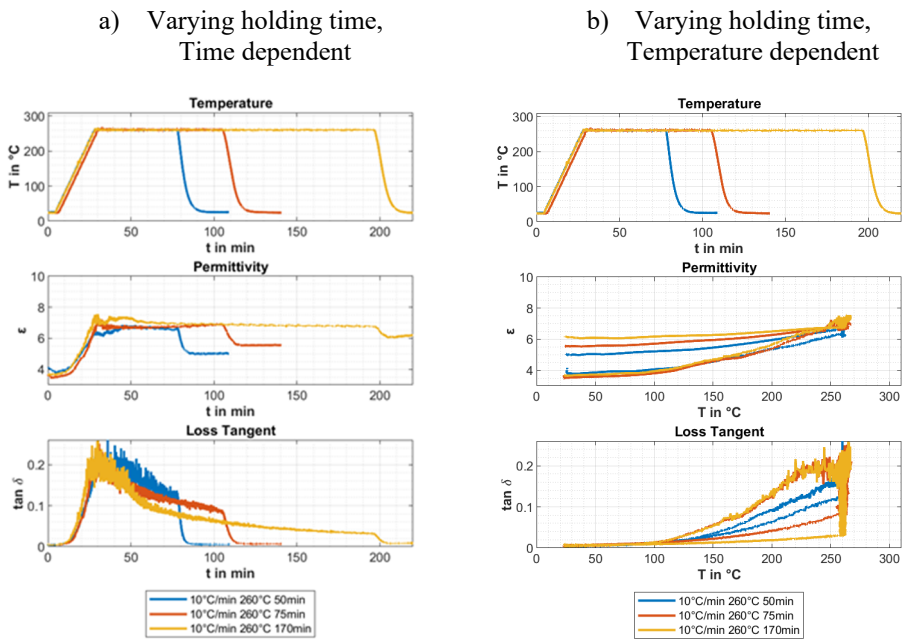 a) Varying holding time,
Time dependent
Temperature
300
200
100
0
T in °C
0 50 100 150 200
t in min
Permittivity
10
8
6
4
ε
0 50 100 150 200
t in min
Loss Tangent
0.2
0.1
0
tan δ
0 50 100 150 200
t in min
10°C/min 260°C 50min
10°C/min 260°C 75min
10°C/min 260°C 170min
b) Varying holding time,
Temperature dependent
Temperature
300
200
100
0
T in °C
0 50 100 150 200
t in min
Permittivity
10
8
6
4
ε
0 50 100 150 200 250 300
T in °C
Loss Tangent
0.2
0.1
0
tan δ
0 50 100 150 200 250 300
T in °C
10°C/min 260°C 50min
10°C/min 260°C 75min
10°C/min 260°C 170min